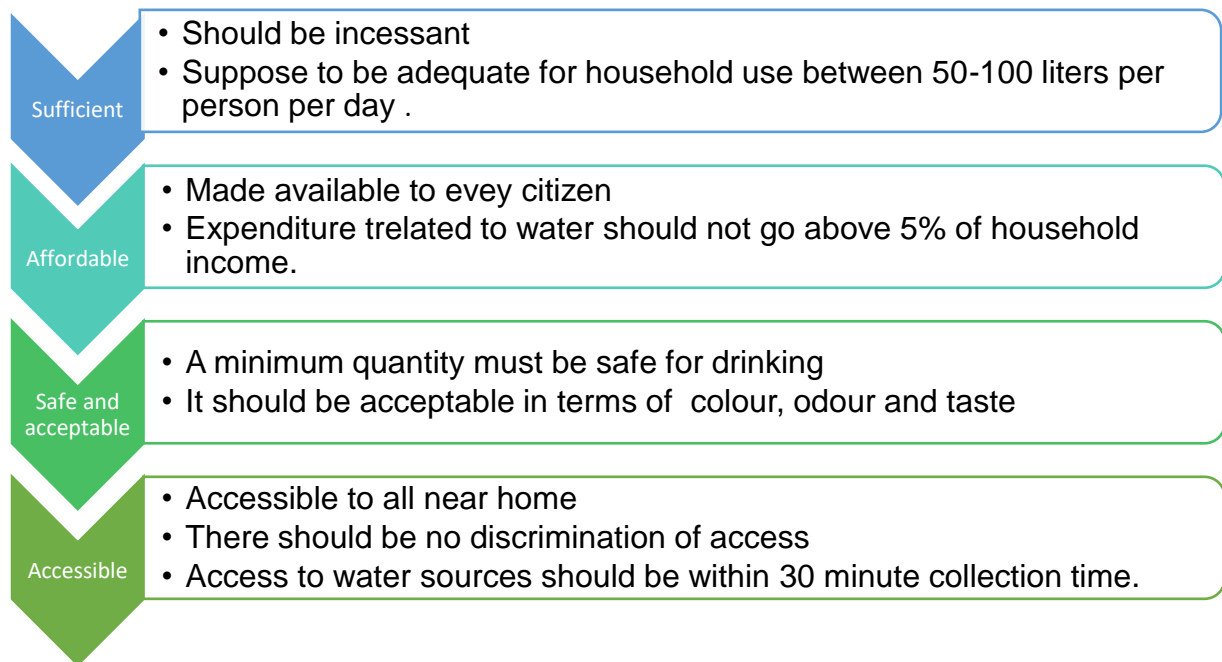 Sufficient
• Should be incessant
• Suppose to be adequate for household use between 50-100 liters per
person per day .
Affordable
• Made available to evey citizen
• Expenditure trelated to water should not go above 5% of household
income.
Safe and
acceptable
• A minimum quantity must be safe for drinking
• It should be acceptable in terms of  colour, odour and taste
Accessible
• Accessible to all near home
• There should be no discrimination of access
• Access to water sources should be within 30 minute collection time.